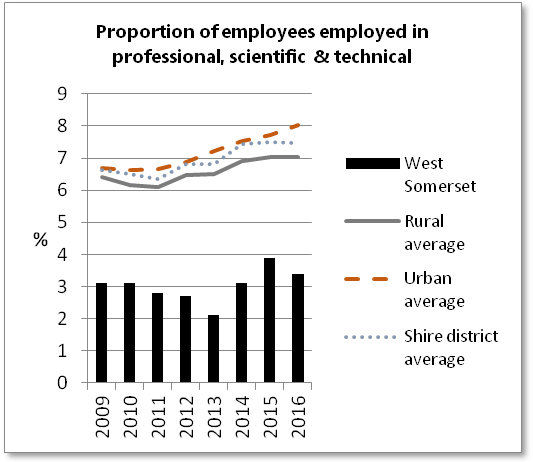 Proportion of employees employed in
professional, scientific & technical
9
8
7
6
5
4
3
2
1
0
%
2009
2010
2011
2012
2013
2014
2015
2016
West
Somerset
Rural
average
Urban
average
Shire district
average